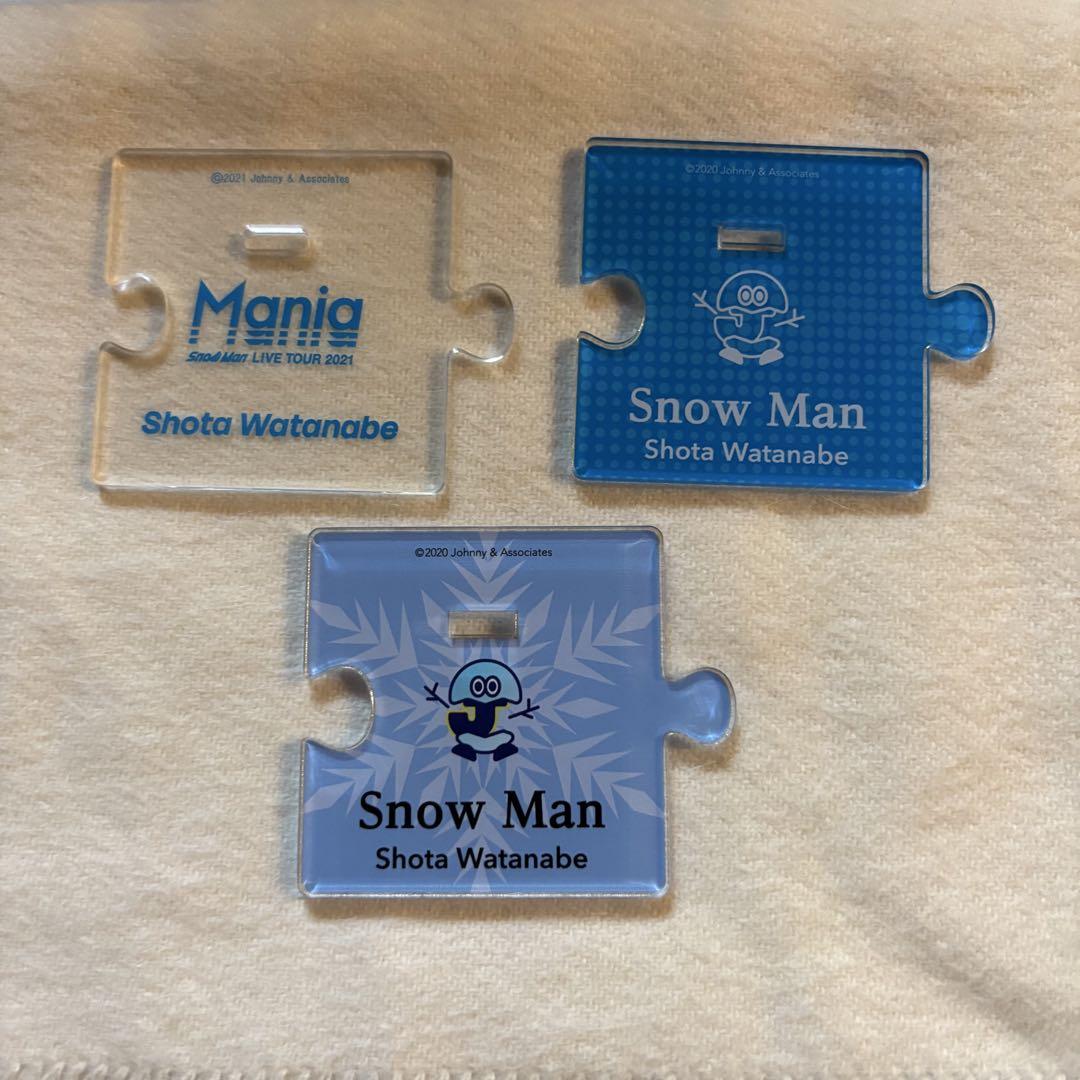 ©2021 Johnny & Associates
Mania
Snow Man LIVE TOUR 2021
Shota Watanabe
©2020 Johnny & Associates
J
Snow Man
Shota Watanabe
©2020 Johnny & Associates
J
Snow Man
Shota Watanabe